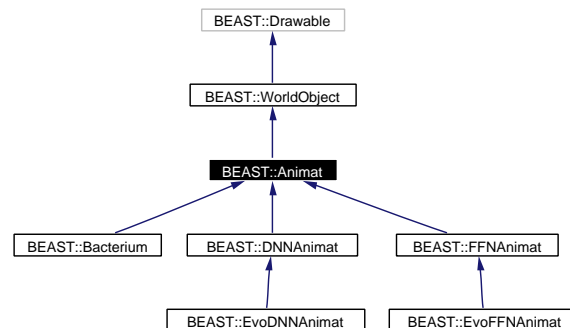 BEAST::Drawable
BEAST::WorldObject
BEAST::Animat
BEAST::Bacterium BEAST::DNNAnimat BEAST::FFNAnimat
BEAST::EvoDNNAnimat BEAST::EvoFFNAnimat